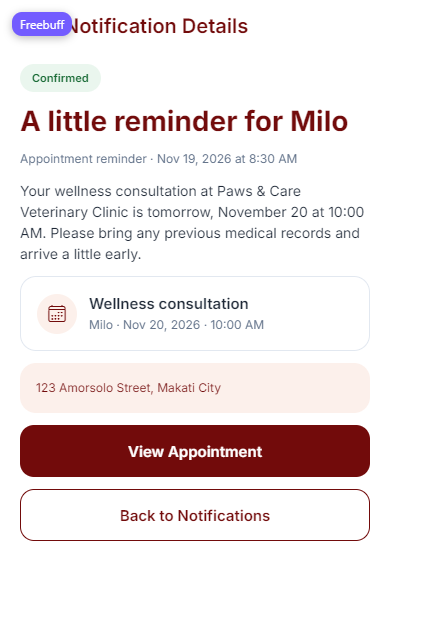 Freebuff
Notification Details
Confirmed
A little reminder for Milo
Appointment reminder · Nov 19, 2026 at 8:30 AM
Your wellness consultation at Paws & Care
Veterinary Clinic is tomorrow, November 20 at 10:00
AM. Please bring any previous medical records and
arrive a little early.
Wellness consultation
Milo · Nov 20, 2026 · 10:00 AM
123 Amorsolo Street, Makati City
View Appointment
Back to Notifications